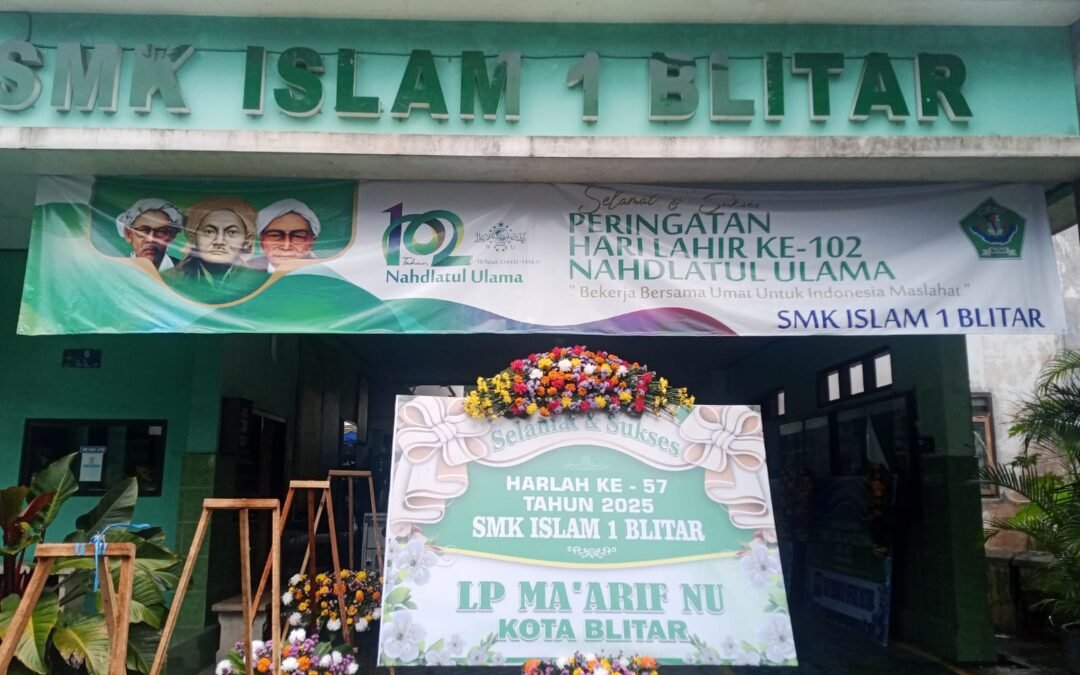 SMK ISLAM 1 BLITAR
Selamat & Sukses
PERINGATAN
HARI LAHIR KE-102
NAHDLATUL ULAMA
"Bekerja Bersama Umat Untuk Indonesia Maslahat"
SMK ISLAM 1 BLITAR
102
Tahun
Nahdlatul Ulama
NU
Selamat & Sukses
HARLAH KE - 57
TAHUN 2025
SMK ISLAM 1 BLITAR
LP MA'ARIF NU
KOTA BLITAR